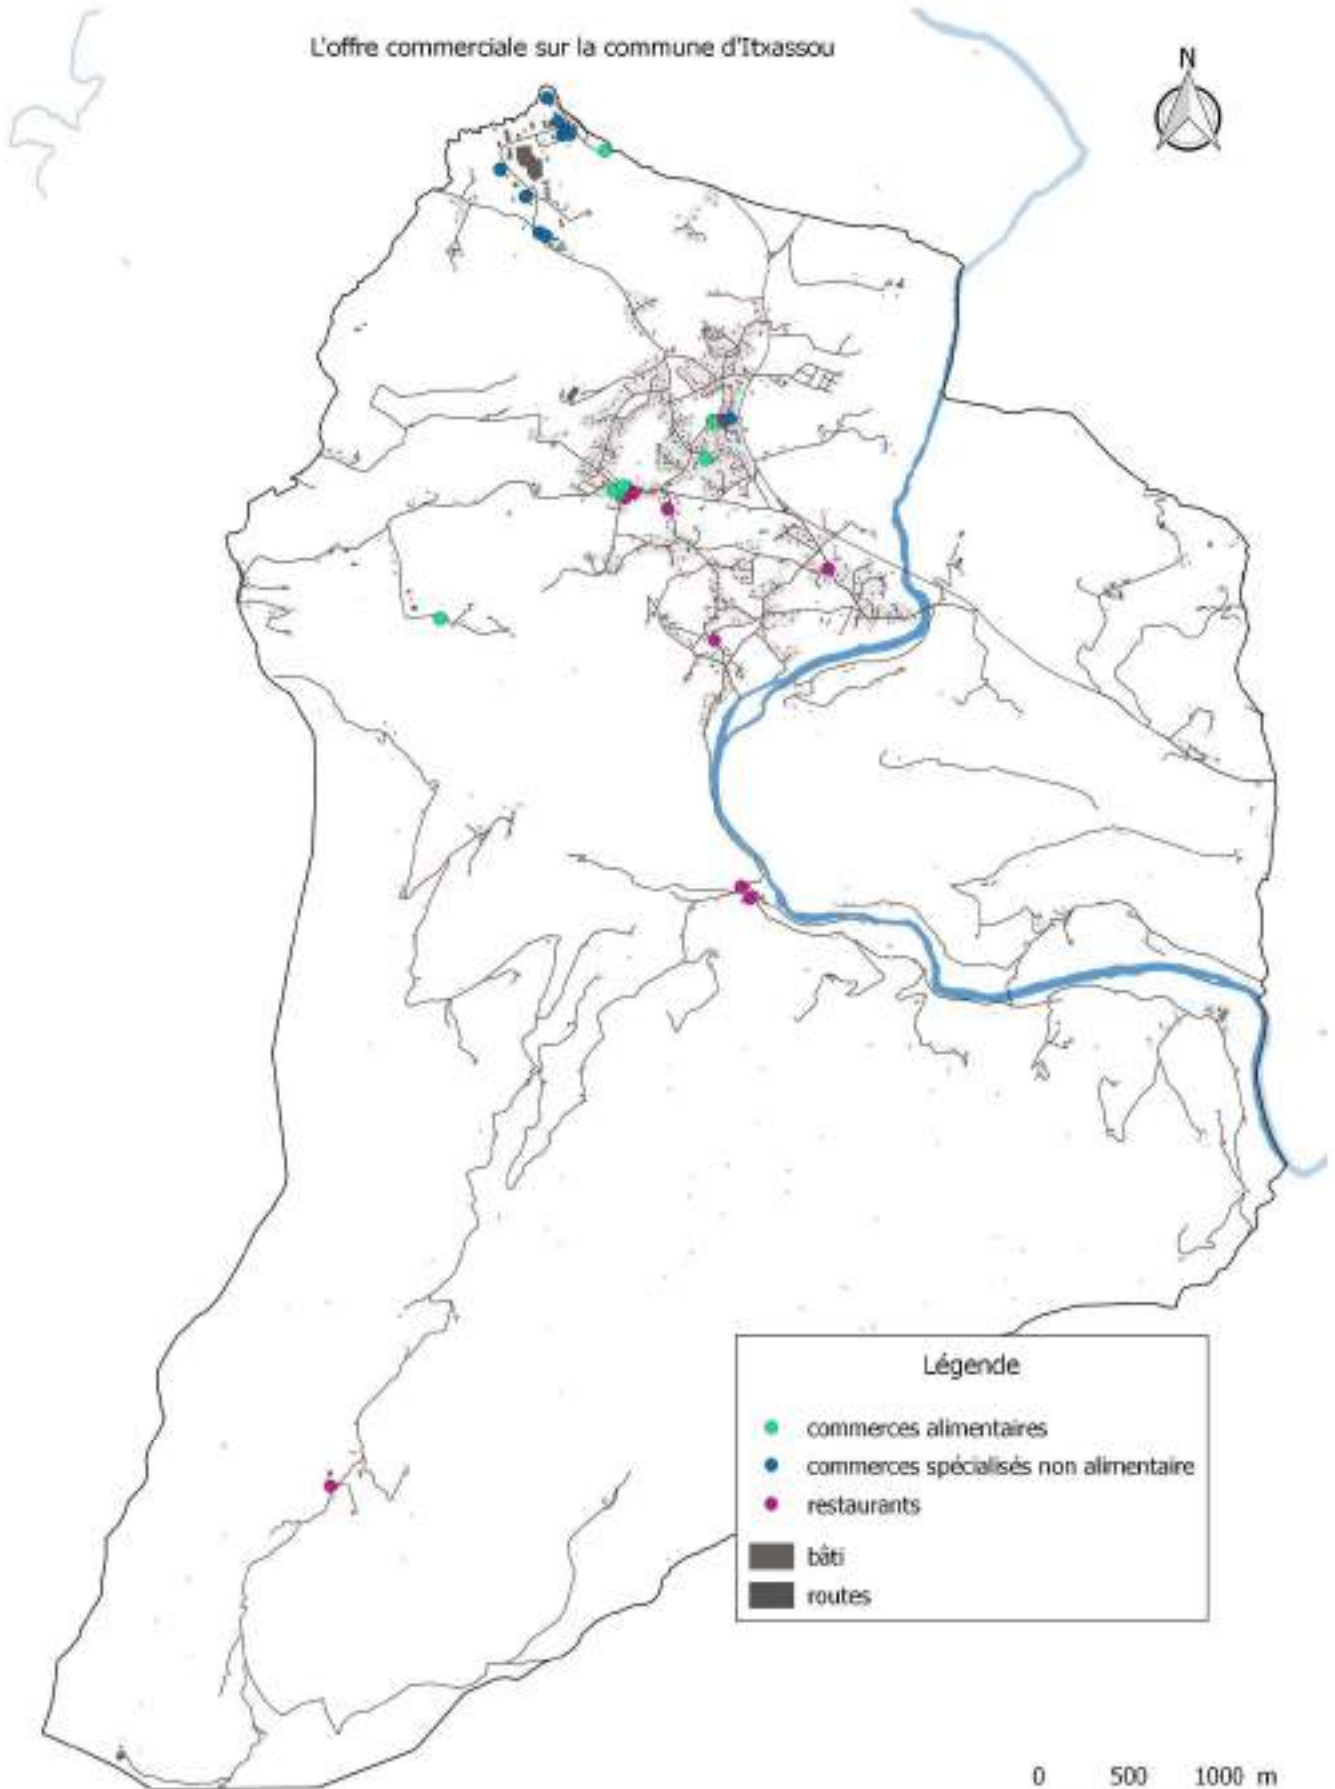 L'offre commerciale sur la commune d'Itxassou
N
Légende
commerces alimentaires
commerces spécialisés non alimentaire
restaurants
bâti
routes
0 500 1000 m